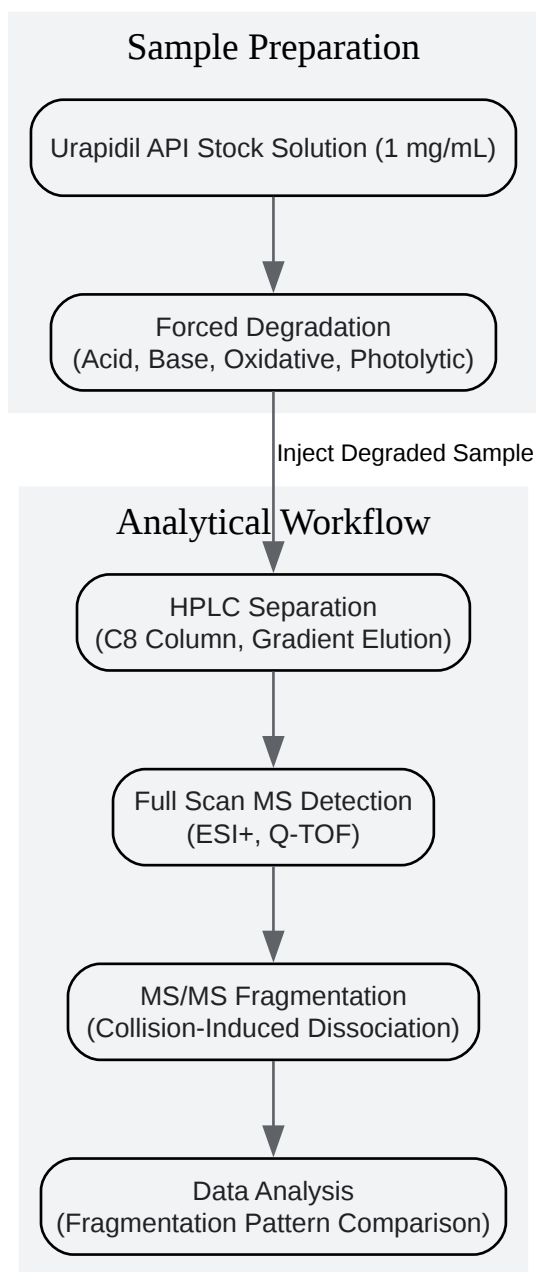 Sample Preparation
Urapidil API Stock Solution (1 mg/mL)
Forced Degradation
(Acid, Base, Oxidative, Photolytic)
Inject Degraded Sample
Analytical Workflow
HPLC Separation
(C8 Column, Gradient Elution)
Full Scan MS Detection
(ESI+, Q-TOF)
MS/MS Fragmentation
(Collision-Induced Dissociation)
Data Analysis
(Fragmentation Pattern Comparison)